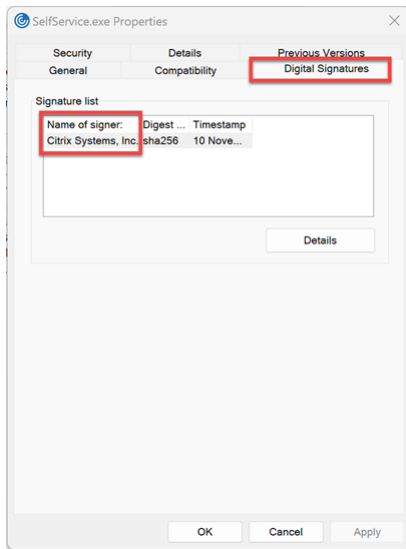 SelfService.exe Properties
Security Details Previous Versions
General Compatibility Digital Signatures
Signature list
Name of signer: Digest ... Timestamp
Citrix Systems, Inc. sha256 10 Nove...
Details
OK Cancel Apply